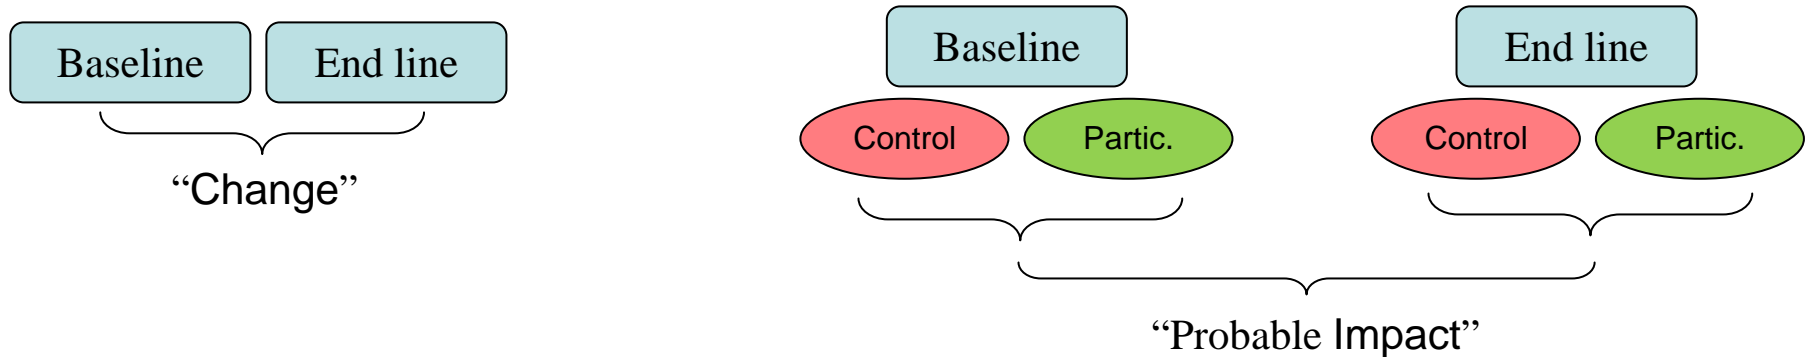 Baseline
End line
“Change”
Baseline
End line
Control
Partic.
Control
Partic.
“Probable Impact”